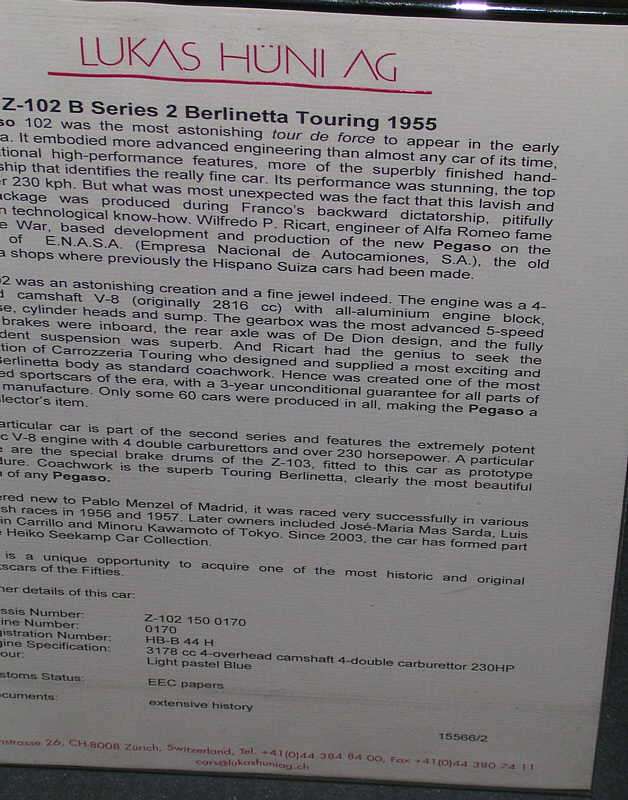 LUKAS HÜNI AG
Z-102 B Series 2 Berlinetta Touring 1955
so 102 was the most astonishing tour de force to appear in the early
a. It embodied more advanced engineering than almost any car of its time,
tional high-performance features, more of the superbly finished hand-
ship that identifies the really fine car. Its performance was stunning, the top
r 230 kph. But what was most unexpected was the fact that this lavish and
ackage was produced during Franco's backward dictatorship, pitifully
n technological know-how. Wilfredo P. Ricart, engineer of Alfa Romeo fame
e War, based development and production of the new Pegaso on the
of E.N.A.S.A. (Empresa Nacional de Autocamiones, S.A.), the old
a shops where previously the Hispano Suiza cars had been made.
2 was an astonishing creation and a fine jewel indeed. The engine was a 4-
d camshaft V-8 (originally 2816 cc) with all-aluminium engine block,
se, cylinder heads and sump. The gearbox was the most advanced 5-speed
brakes were inboard, the rear axle was of De Dion design, and the fully
dent suspension was superb. And Ricart had the genius to seek the
tion of Carrozzeria Touring who designed and supplied a most exciting and
Berlinetta body as standard coachwork. Hence was created one of the most
ed sportscars of the era, with a 3-year unconditional guarantee for all parts of
manufacture. Only some 60 cars were produced in all, making the Pegaso a
llector's item.
articular car is part of the second series and features the extremely potent
c V-8 engine with 4 double carburettors and over 230 horsepower. A particular
e are the special brake drums of the Z-103, fitted to this car as prototype
dure. Coachwork is the superb Touring Berlinetta, clearly the most beautiful
n of any Pegaso.
ered new to Pablo Menzel of Madrid, it was raced very successfully in various
sh races in 1956 and 1957. Later owners included José-Maria Mas Sarda, Luis
in Carrillo and Minoru Kawamoto of Tokyo. Since 2003, the car has formed part
e Heiko Seekamp Car Collection.
is a unique opportunity to acquire one of the most historic and original
tscars of the Fifties.
her details of this car:
assis Number: Z-102 150 0170
gine Number: 0170
gistration Number: HB-B 44 H
gine Specification: 3178 cc 4-overhead camshaft 4-double carburettor 230HP
our: Light pastel Blue
stoms Status: EEC papers
cuments: extensive history
15566/2
nstrasse 26, CH-8008 Zürich, Switzerland, Tel. +41(0)44 384 84 00, Fax +41(0)44 380 24 11
cars@lukashuniag.ch